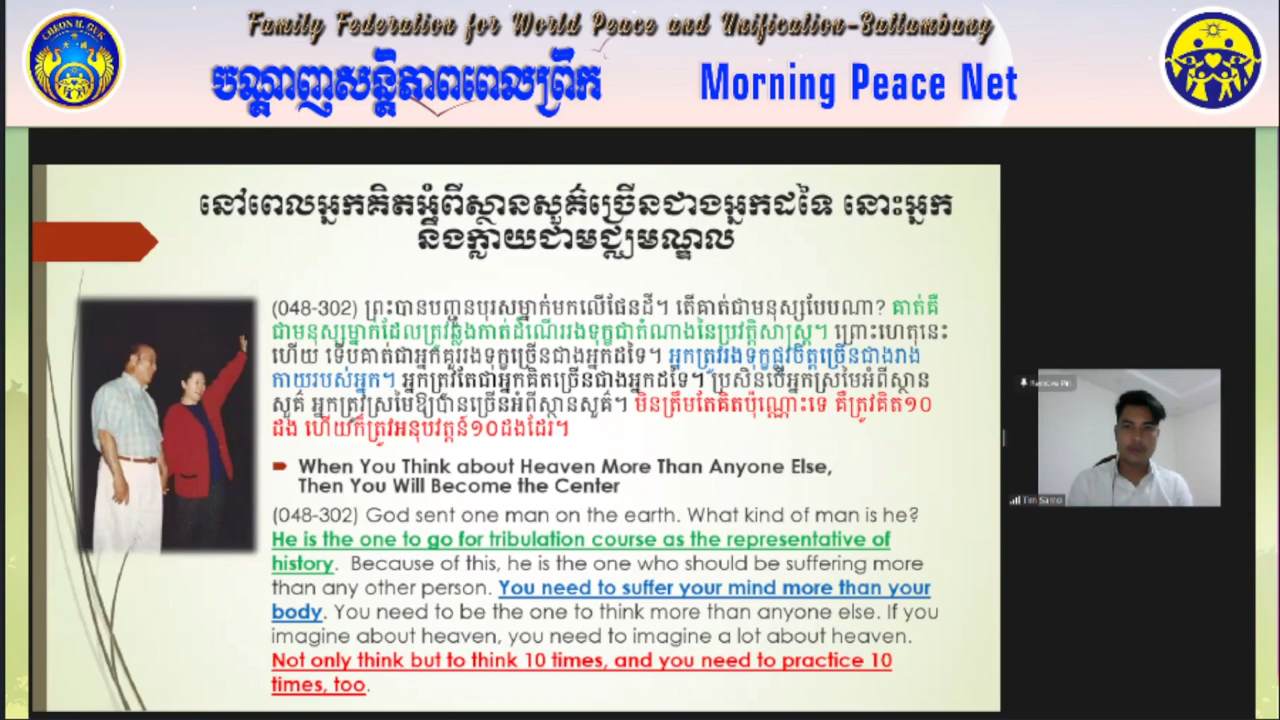 CHEON IL GUK
Family Federation for World Peace and Unification-Battambang
បណ្តាញសន្តិភាពពេលព្រឹក
Morning Peace Net
នៅពេលអ្នកគិតអំពីស្ថានសួគ៌ច្រើនជាងអ្នកដទៃ នោះអ្នក
នឹងក្លាយជាមជ្ឈមណ្ឌល
(048-302) ព្រះបានបញ្ជូនបុរសម្នាក់មកលើផែនដី។ តើគាត់ជាមនុស្សបែបណា? គាត់គឺ
ជាមនុស្សម្នាក់ដែលត្រូវឆ្លងកាត់ដំណើររងទុក្ខជាតំណាងនៃប្រវត្តិសាស្ត្រ។ ព្រោះហេតុនេះ
ហើយ ទើបគាត់ជាអ្នកគួររងទុក្ខច្រើនជាងអ្នកដទៃ។ អ្នកត្រូវរងទុក្ខផ្លូវចិត្តច្រើនជាងរាង
កាយរបស់អ្នក។ អ្នកត្រូវតែជាអ្នកគិតច្រើនជាងអ្នកដទៃ។ ប្រសិនបើអ្នកស្រមៃអំពីស្ថាន
សួគ៌ អ្នកត្រូវស្រមៃឱ្យបានច្រើនអំពីស្ថានសួគ៌។ មិនត្រឹមតែគិតប៉ុណ្ណោះទេ គឺត្រូវគិត១០
ដង ហើយក៏ត្រូវអនុវត្តន៍១០ដងដែរ។
When You Think about Heaven More Than Anyone Else,
Then You Will Become the Center
(048-302) God sent one man on the earth. What kind of man is he?
He is the one to go for tribulation course as the representative of
history. Because of this, he is the one who should be suffering more
than any other person. You need to suffer your mind more than your
body. You need to be the one to think more than anyone else. If you
imagine about heaven, you need to imagine a lot about heaven.
Not only think but to think 10 times, and you need to practice 10
times, too.
Remove Pin
Tim Samo